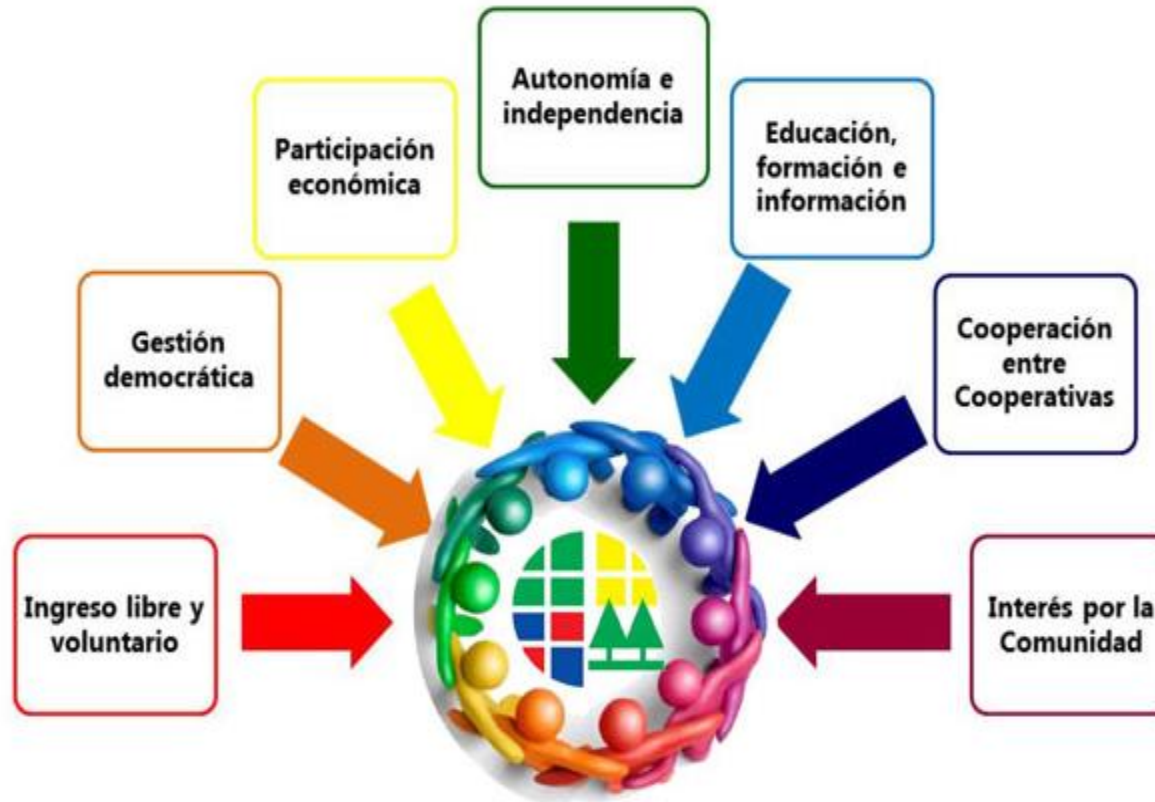 Autonomía e
independencia
Participación
económica
Educación,
formación e
información
Gestión
democrática
Cooperación
entre
Cooperativas
Ingreso libre y
voluntario
Interés por la
Comunidad